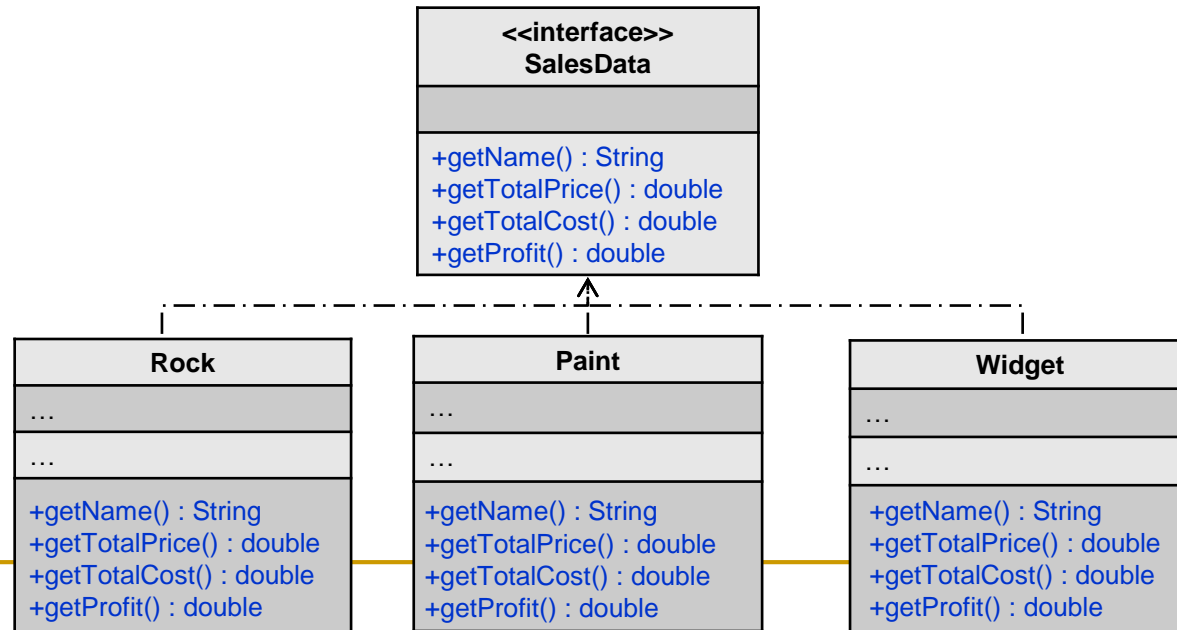 <<interface>>
SalesData
+getName() : String
+getTotalPrice() : double
+getTotalCost() : double
+getProfit() : double
Rock
…
…
+getName() : String
+getTotalPrice() : double
+getTotalCost() : double
+getProfit() : double
Paint
…
…
+getName() : String
+getTotalPrice() : double
+getTotalCost() : double
+getProfit() : double
Widget
…
…
+getName() : String
+getTotalPrice() : double
+getTotalCost() : double
+getProfit() : double